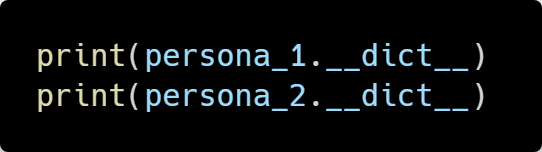 print(persona_1.__dict__)
print(persona_2.__dict__)